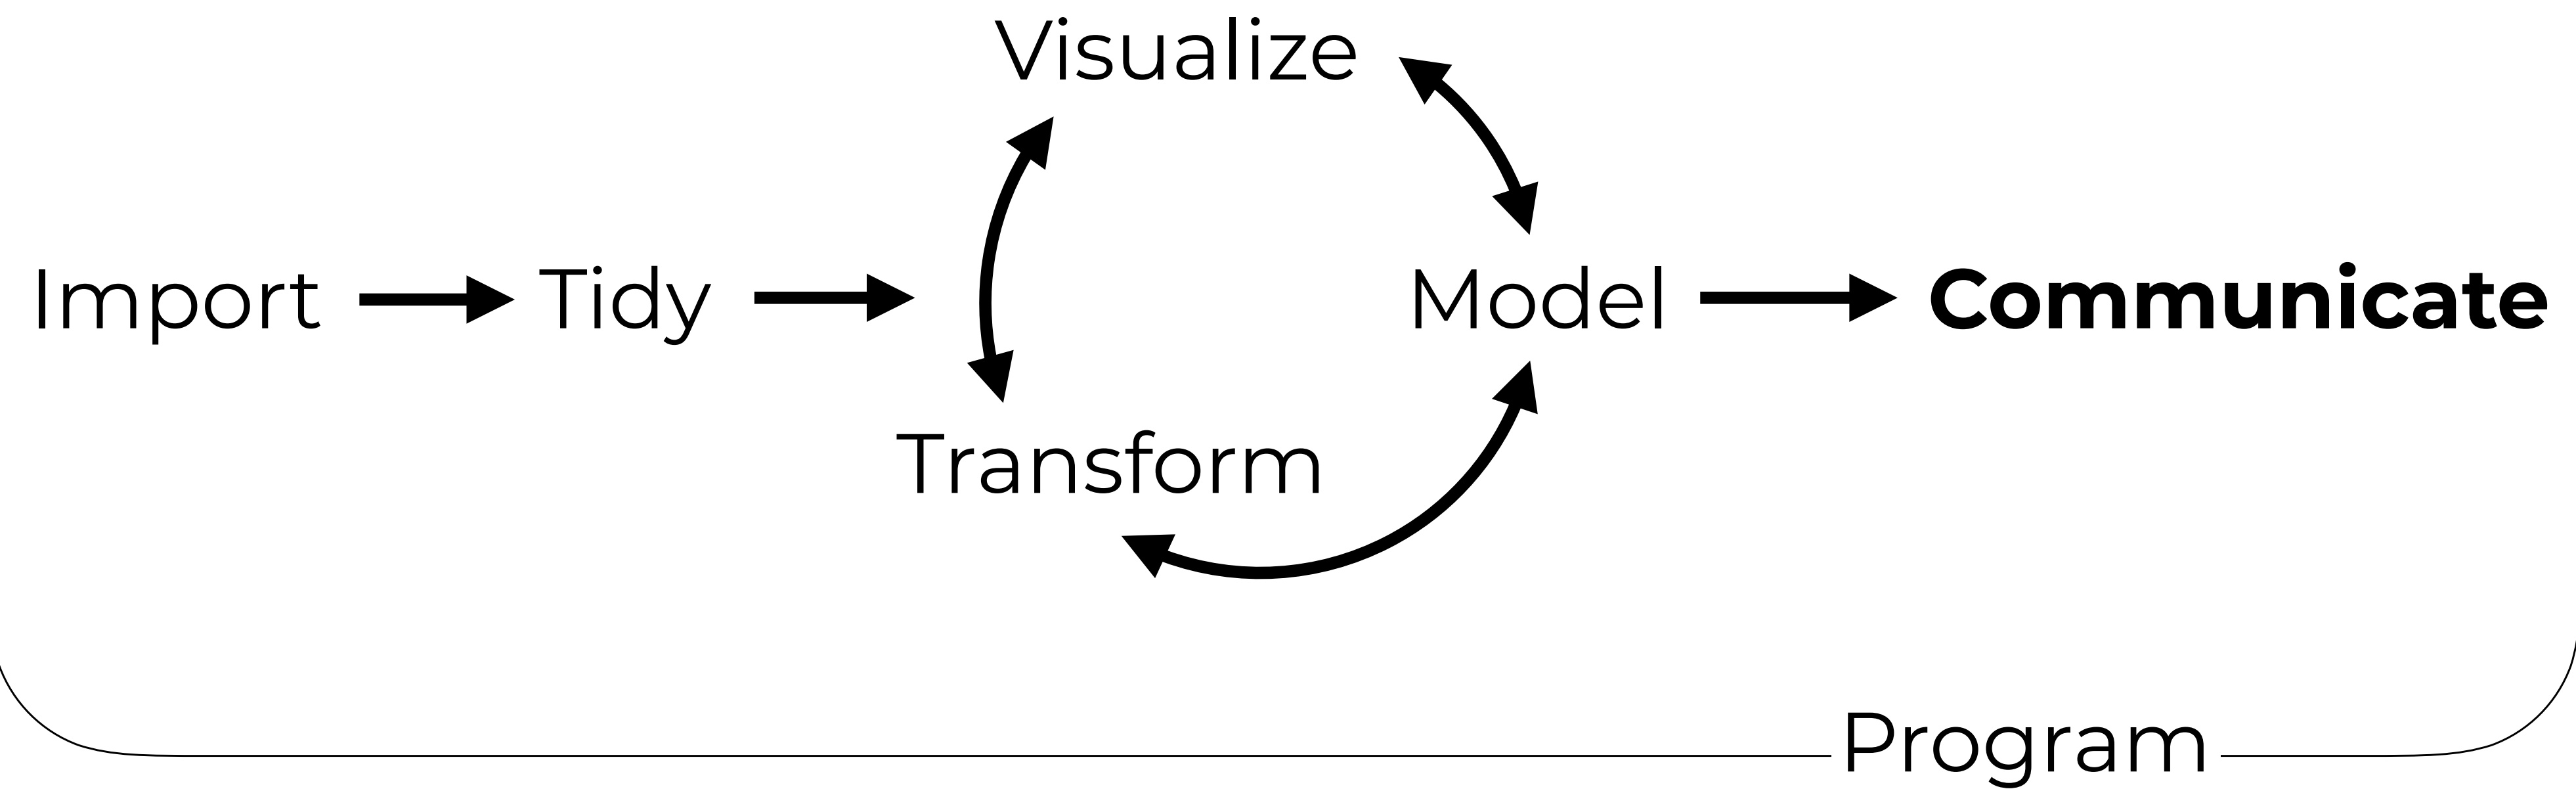 Visualize
Import
Tidy
Model
Communicate
Transform
Program